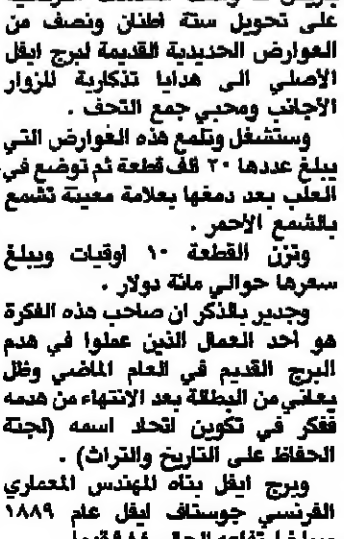 على تحويل ستة اطنان ونصف من
العوارض الحديدية القديمة لبرج ايفل
الأصلي الى هدايا تذكارية للزوار
الاجانب ومحبي جمع التحف .
وستشغل وتلمع هذه العوارض التي
يبلغ عددها ٢٠ الف قطعة ثم توضع في
العلب بعد دمغها بعلامة معينة تشمع
بالشمع الاحمر .
وتزن القطعة ١٠ اوقيات ويبلغ
سعرها حوالي مائة دولار .
وجدير بالذكر ان صاحب هذه الفكرة
هو احد العمال الذين عملوا في هدم
البرج القديم في العام الماضي وظل
يعاني من البطالة بعد الانتهاء من هدمه
ففكر في تكوين اتحاد اسمه (لجنة
الحفاظ على التاريخ والتراث) .
وبرج ايفل بناه المهندس المعماري
الفرنسي جوستاف ايفل عام ١٨٨٩